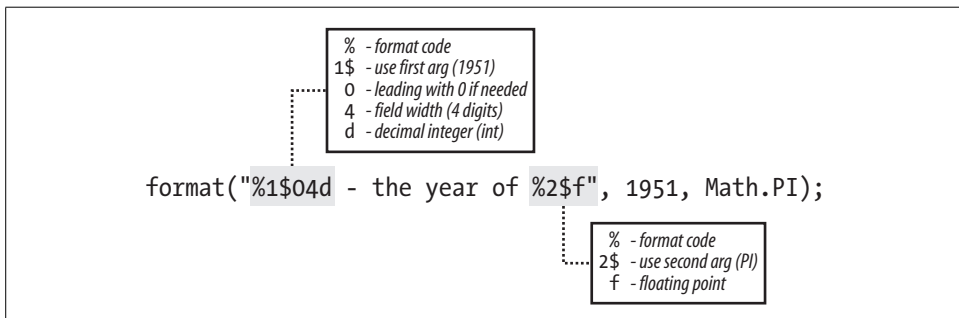 % - format code
1$ - use first arg (1951)
0 - leading with 0 if needed
4 - field width (4 digits)
d - decimal integer (int)
format("%1$04d - the year of %2$f", 1951, Math.PI);
% - format code
2$ - use second arg (PI)
f - floating point